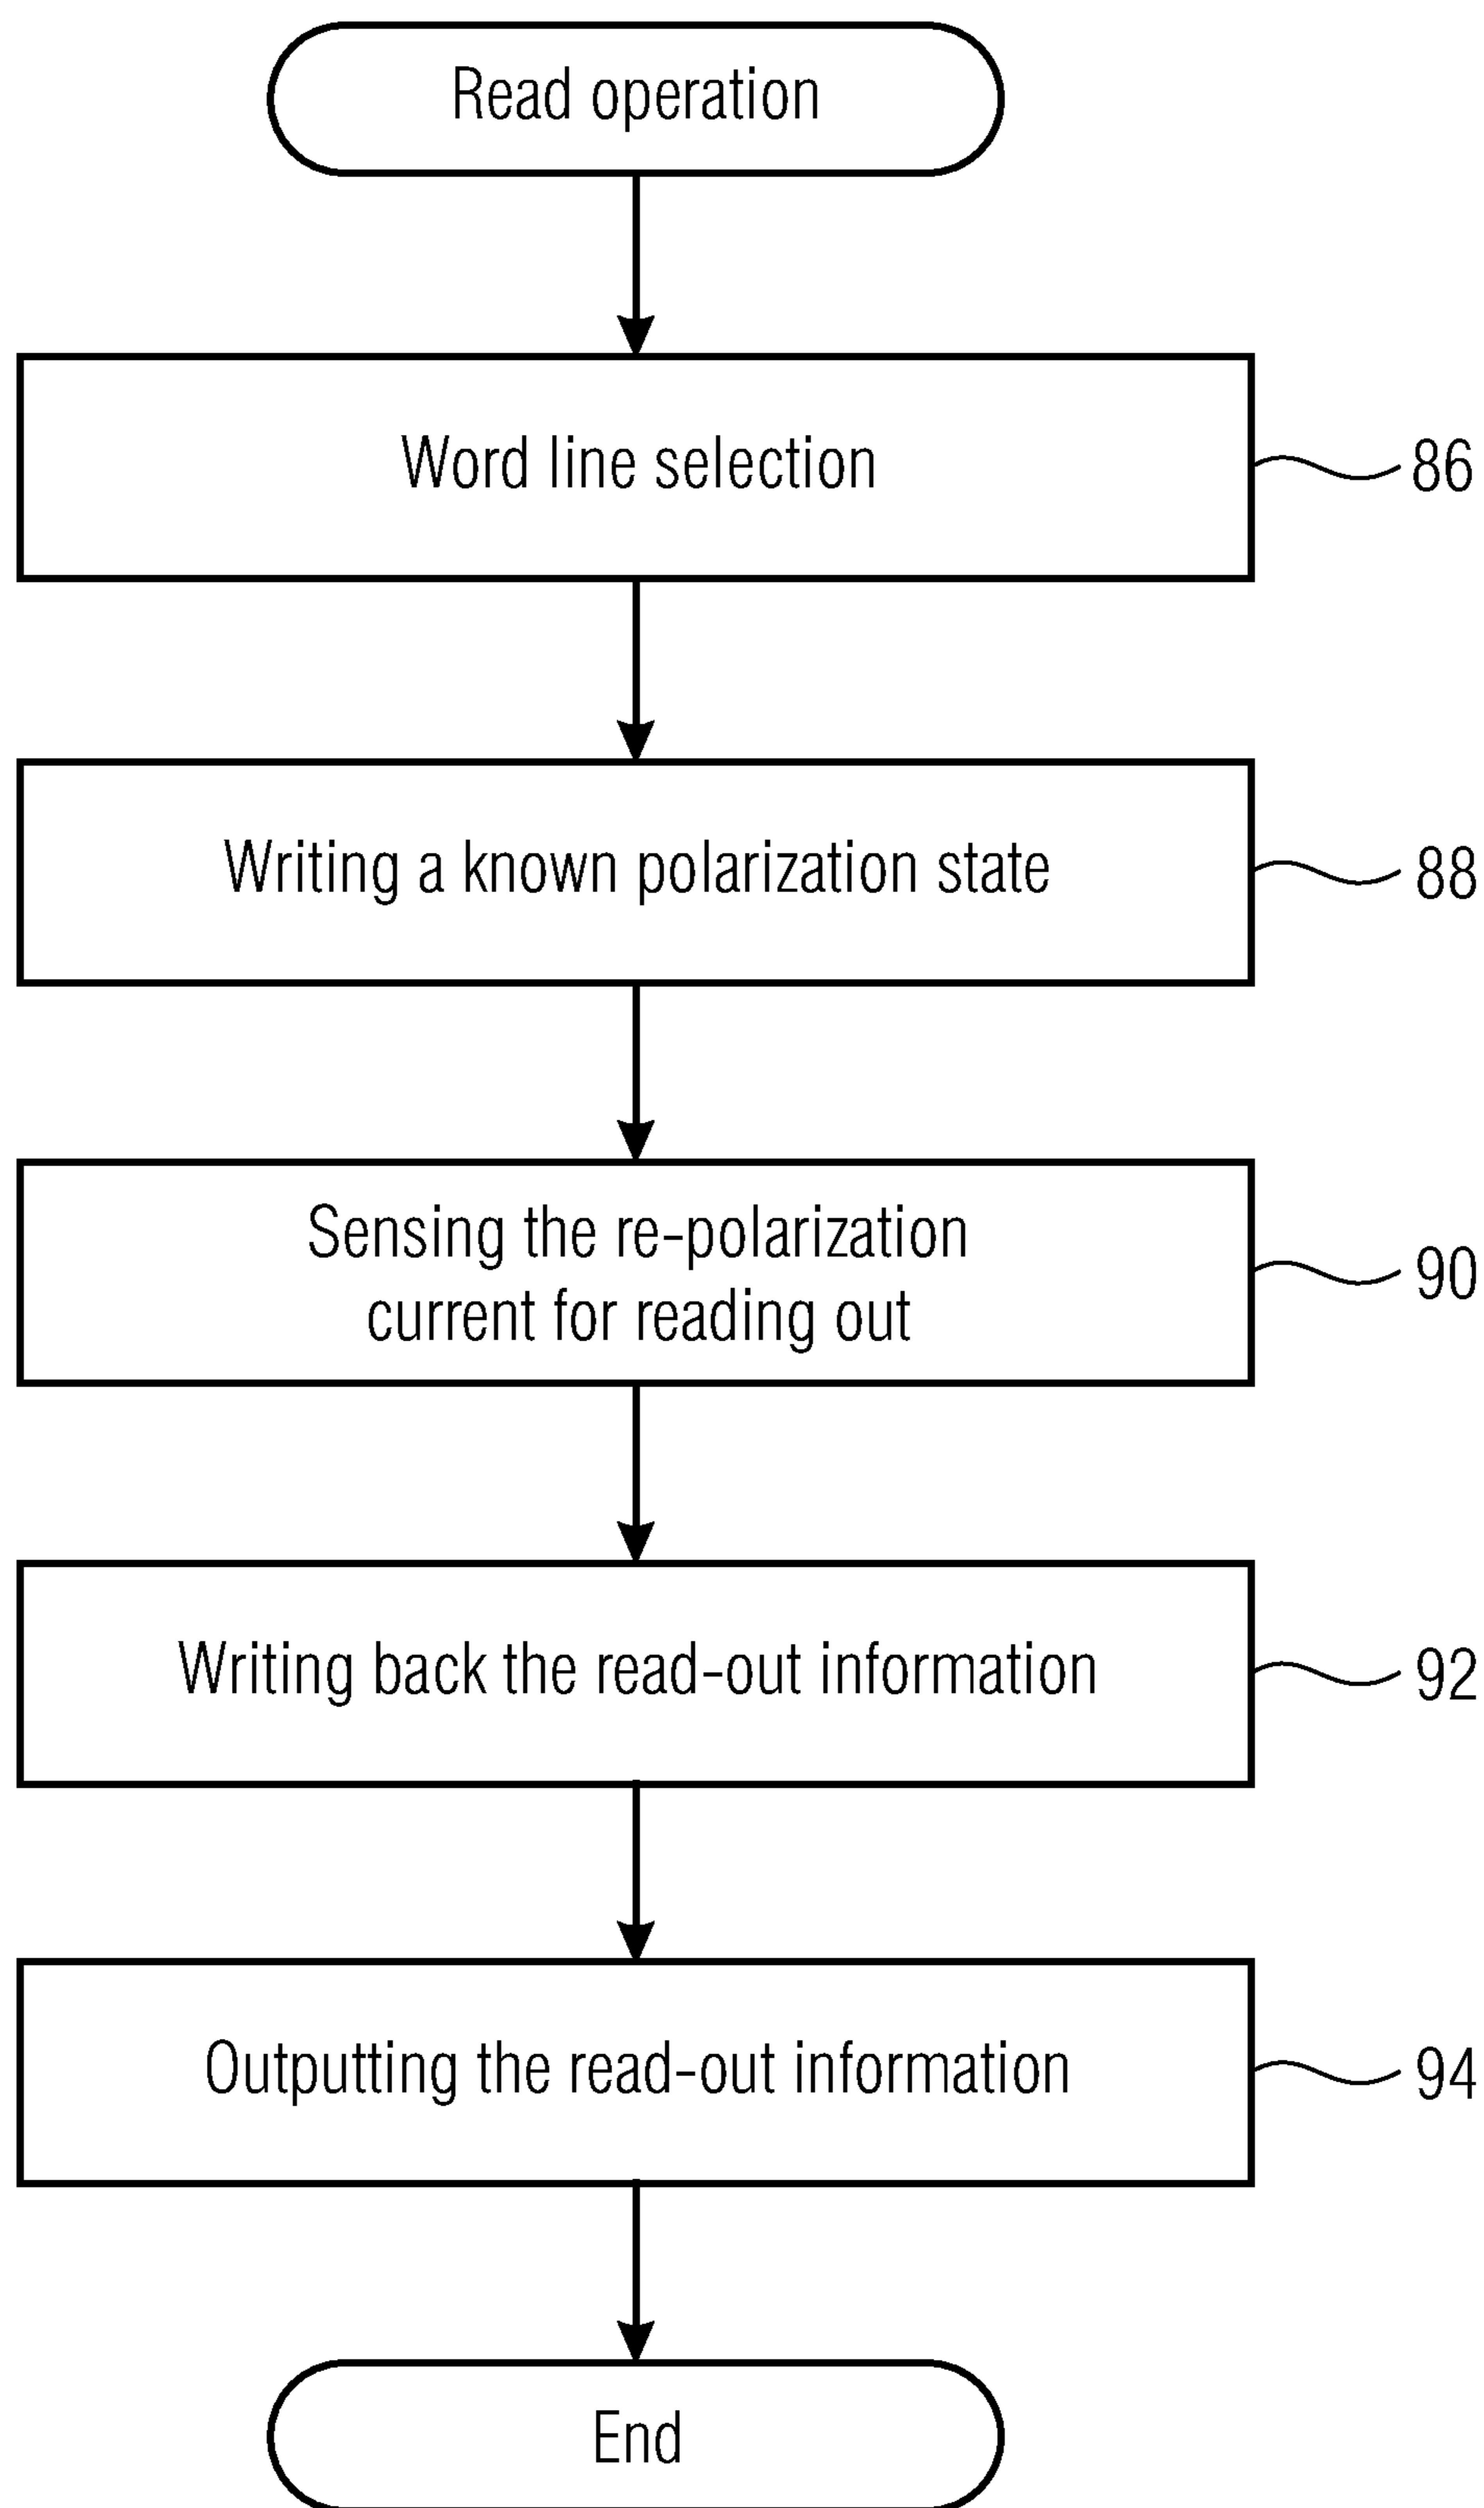 Read operation
Word line selection
86
Writing a known polarization state
88
Sensing the re-polarization
current for reading out
90
Writing back the read-out information
92
Outputting the read-out information
94
End